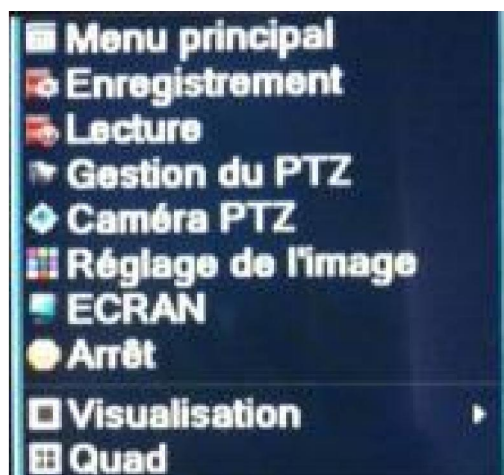 Menu principal
Enregistrement
Lecture
Gestion du PTZ
Caméra PTZ
Réglage de l'image
ECRAN
Arrêt
Visualisation
Quad